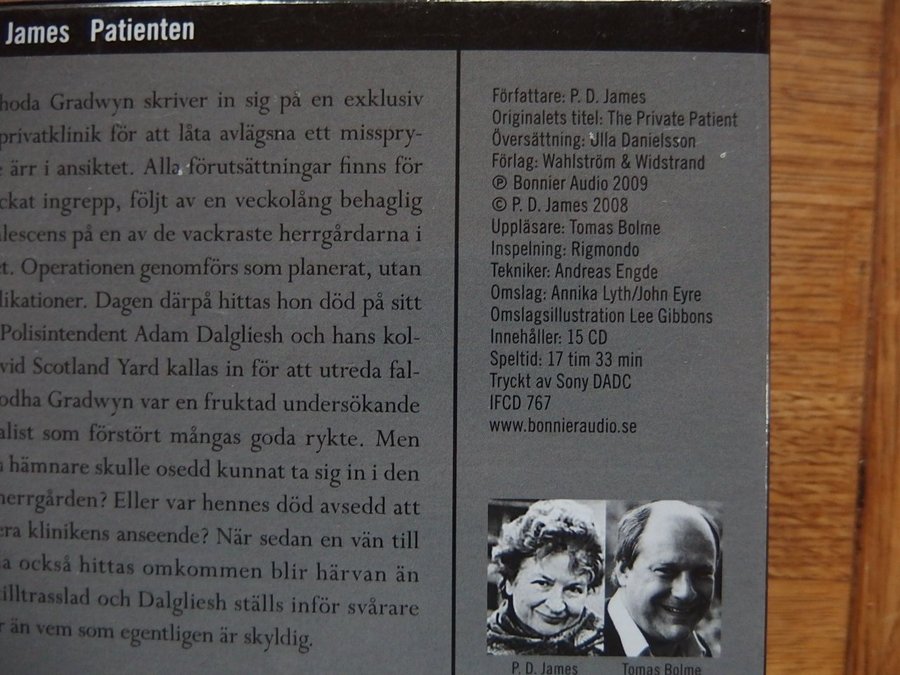 James Patienten
hoda Gradwyn skriver in sig på en exklusiv
privatklinik för att låta avlägsna ett misspry-
e ärr i ansiktet. Alla förutsättningar finns för
ckat ingrepp, följt av en veckolång behaglig
alescens på en av de vackraste herrgårdarna i
et. Operationen genomförs som planerat, utan
likationer. Dagen därpå hittas hon död på sitt
Polisintendent Adam Dalgliesh och hans kol-
vid Scotland Yard kallas in för att utreda fal-
odha Gradwyn var en fruktad undersökande
alist som förstört mångas goda rykte. Men
hämnare skulle osedd kunnat ta sig in i den
herrgården? Eller var hennes död avsedd att
era klinikens anseende? När sedan en vän till
a också hittas omkommen blir härvan än
illtrasslad och Dalgliesh ställs inför svårare
r än vem som egentligen är skyldig.
Författare: P. D. James
Originalets titel: The Private Patient
Översättning: Ulla Danielsson
Förlag: Wahlström & Widstrand
℗ Bonnier Audio 2009
© P. D. James 2008
Uppläsare: Tomas Bolme
Inspelning: Rigmondo
Tekniker: Andreas Engde
Omslag: Annika Lyth/John Eyre
Omslagsillustration Lee Gibbons
Innehåller: 15 CD
Speltid: 17 tim 33 min
Tryckt av Sony DADC
IFCD 767
www.bonnieraudio.se
P. D. James Tomas Bolme